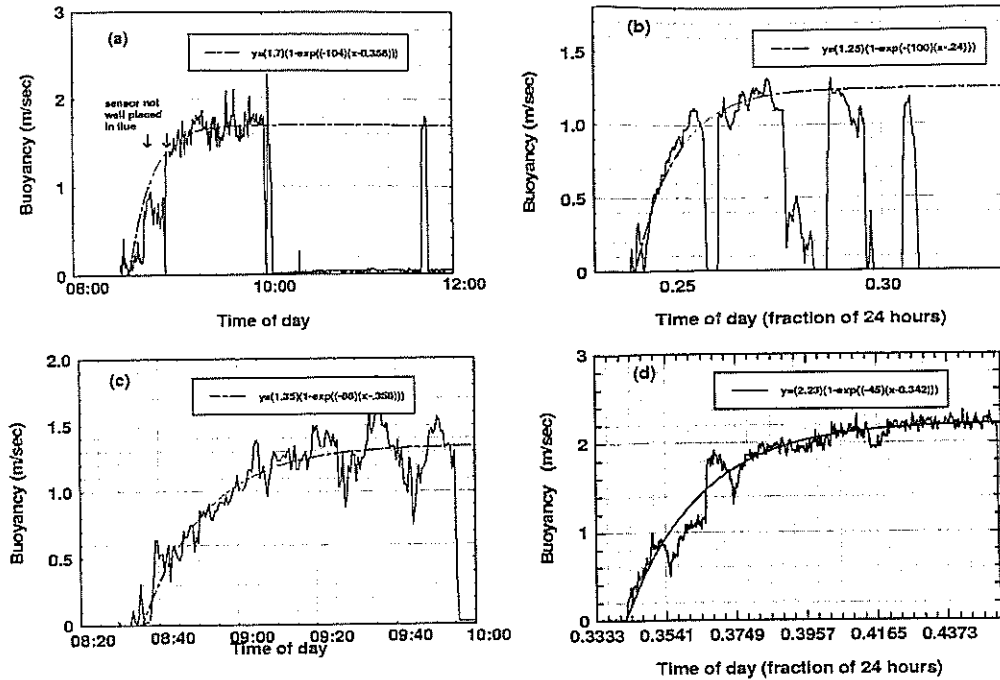 (a)
y=(1.7)(1-exp((-104)(x-0.356)))
sensor not
well placed
in flue
Buoyancy (m/sec)
3
2
1
0
08:00
10:00
12:00
Time of day
(b)
y=(1.25)(1-exp(-(100)(x-.24)))
Buoyancy (m/sec)
1.5
1.0
0.5
0
0.25
0.30
Time of day (fraction of 24 hours)
(c)
Buoyancy (m/sec)
2.0
1.5
1.0
0.5
0
08:20
08:40
09:00
09:20
09:40
10:00
Time of day
(d)
y=(2.23)(1-exp((-45)(x-0.342)))
Buoyancy (m/sec)
3
2
1
0
0.3333
0.3541
0.3749
0.3957
0.4165
0.4373
Time of day (fraction of 24 hours)